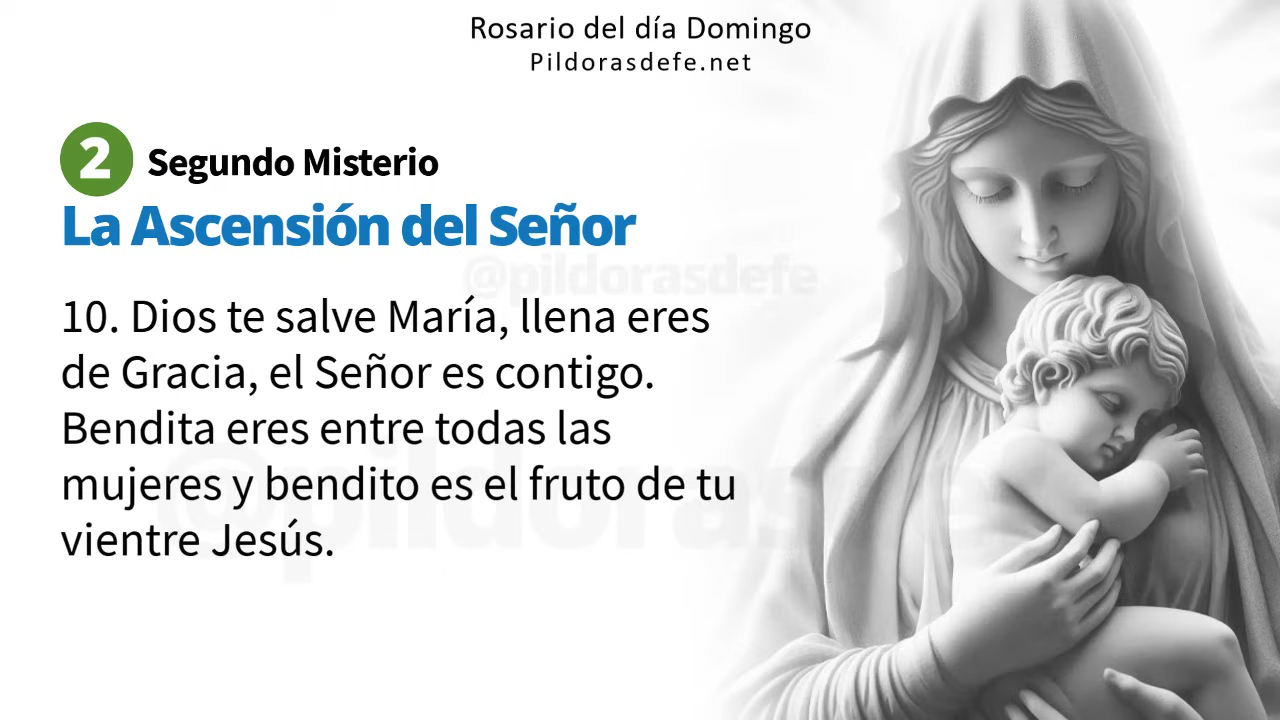 Rosario del día Domingo
Pildorasdefe.net
2 Segundo Misterio
La Ascensión del Señor
@pildorasdefe
10. Dios te salve María, llena eres
de Gracia, el Señor es contigo.
Bendita eres entre todas las
mujeres y bendito es el fruto de tu
vientre Jesús.
@pildorasdefe